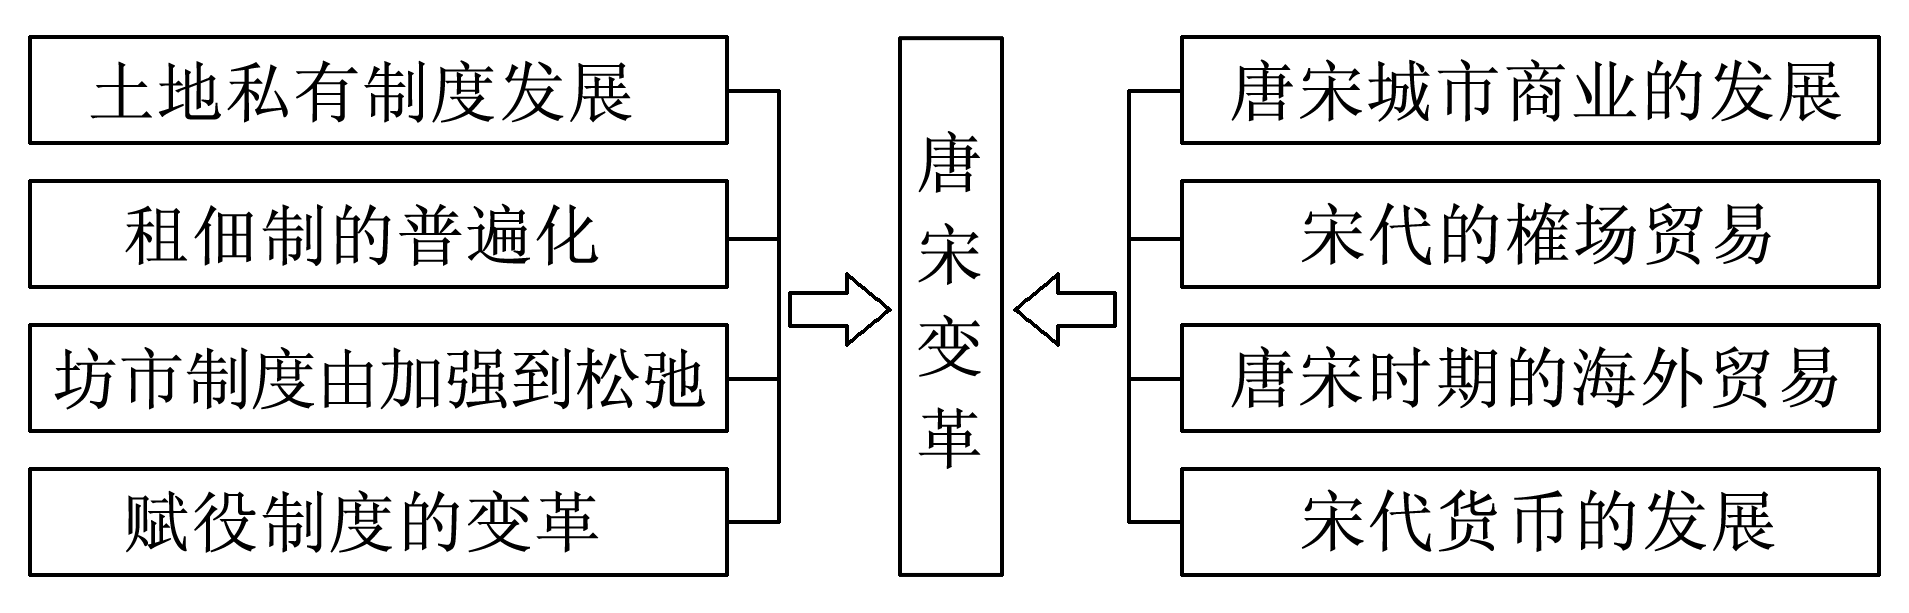 土地私有制度发展
租佃制的普遍化
坊市制度由加强到松弛
赋役制度的变革
唐宋变革
唐宋城市商业的发展
宋代的榷场贸易
唐宋时期的海外贸易
宋代货币的发展